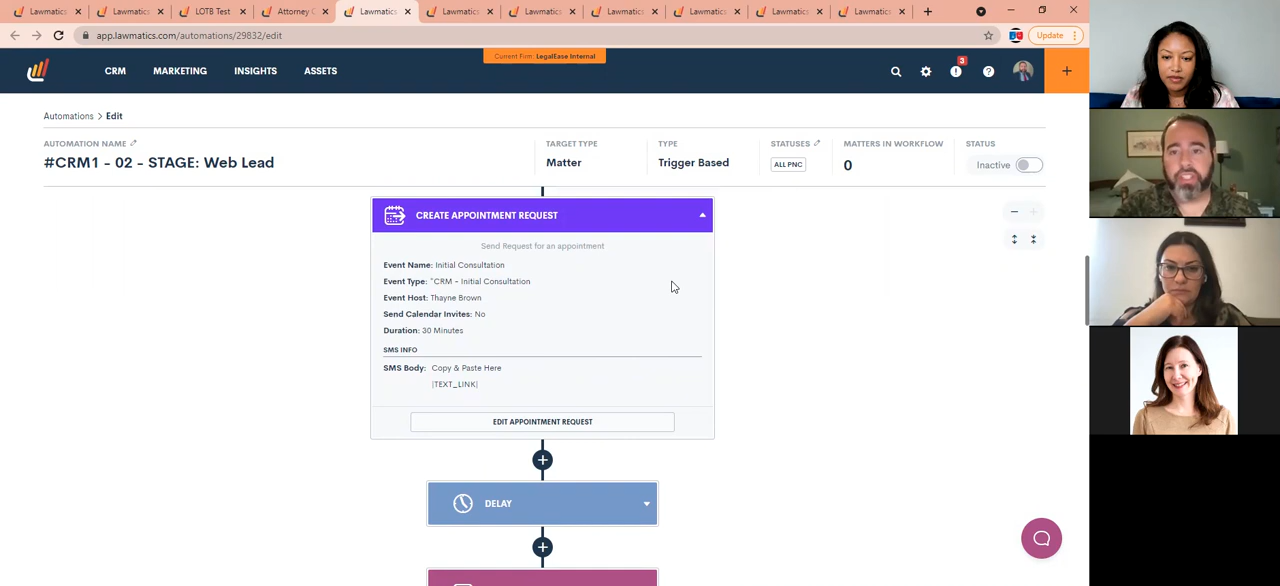 Lawmatics
Lawmatics
LOTB Test
Attorney C
Lawmatics
Lawmatics
Lawmatics
Lawmatics
Lawmatics
Lawmatics
Lawmatics
app.lawmatics.com/automations/29832/edit
Update
Current Firm: LegalEase Internal
CRM
MARKETING
INSIGHTS
ASSETS
3
Automations > Edit
AUTOMATION NAME
#CRM1 - 02 - STAGE: Web Lead
TARGET TYPE
Matter
TYPE
Trigger Based
STATUSES
ALL PNC
MATTERS IN WORKFLOW
0
STATUS
Inactive
CREATE APPOINTMENT REQUEST
Send Request for an appointment
Event Name: Initial Consultation
Event Type: "CRM - Initial Consultation
Event Host: Thayne Brown
Send Calendar Invites: No
Duration: 30 Minutes
SMS INFO
SMS Body: Copy & Paste Here
|TEXT_LINK|
EDIT APPOINTMENT REQUEST
DELAY